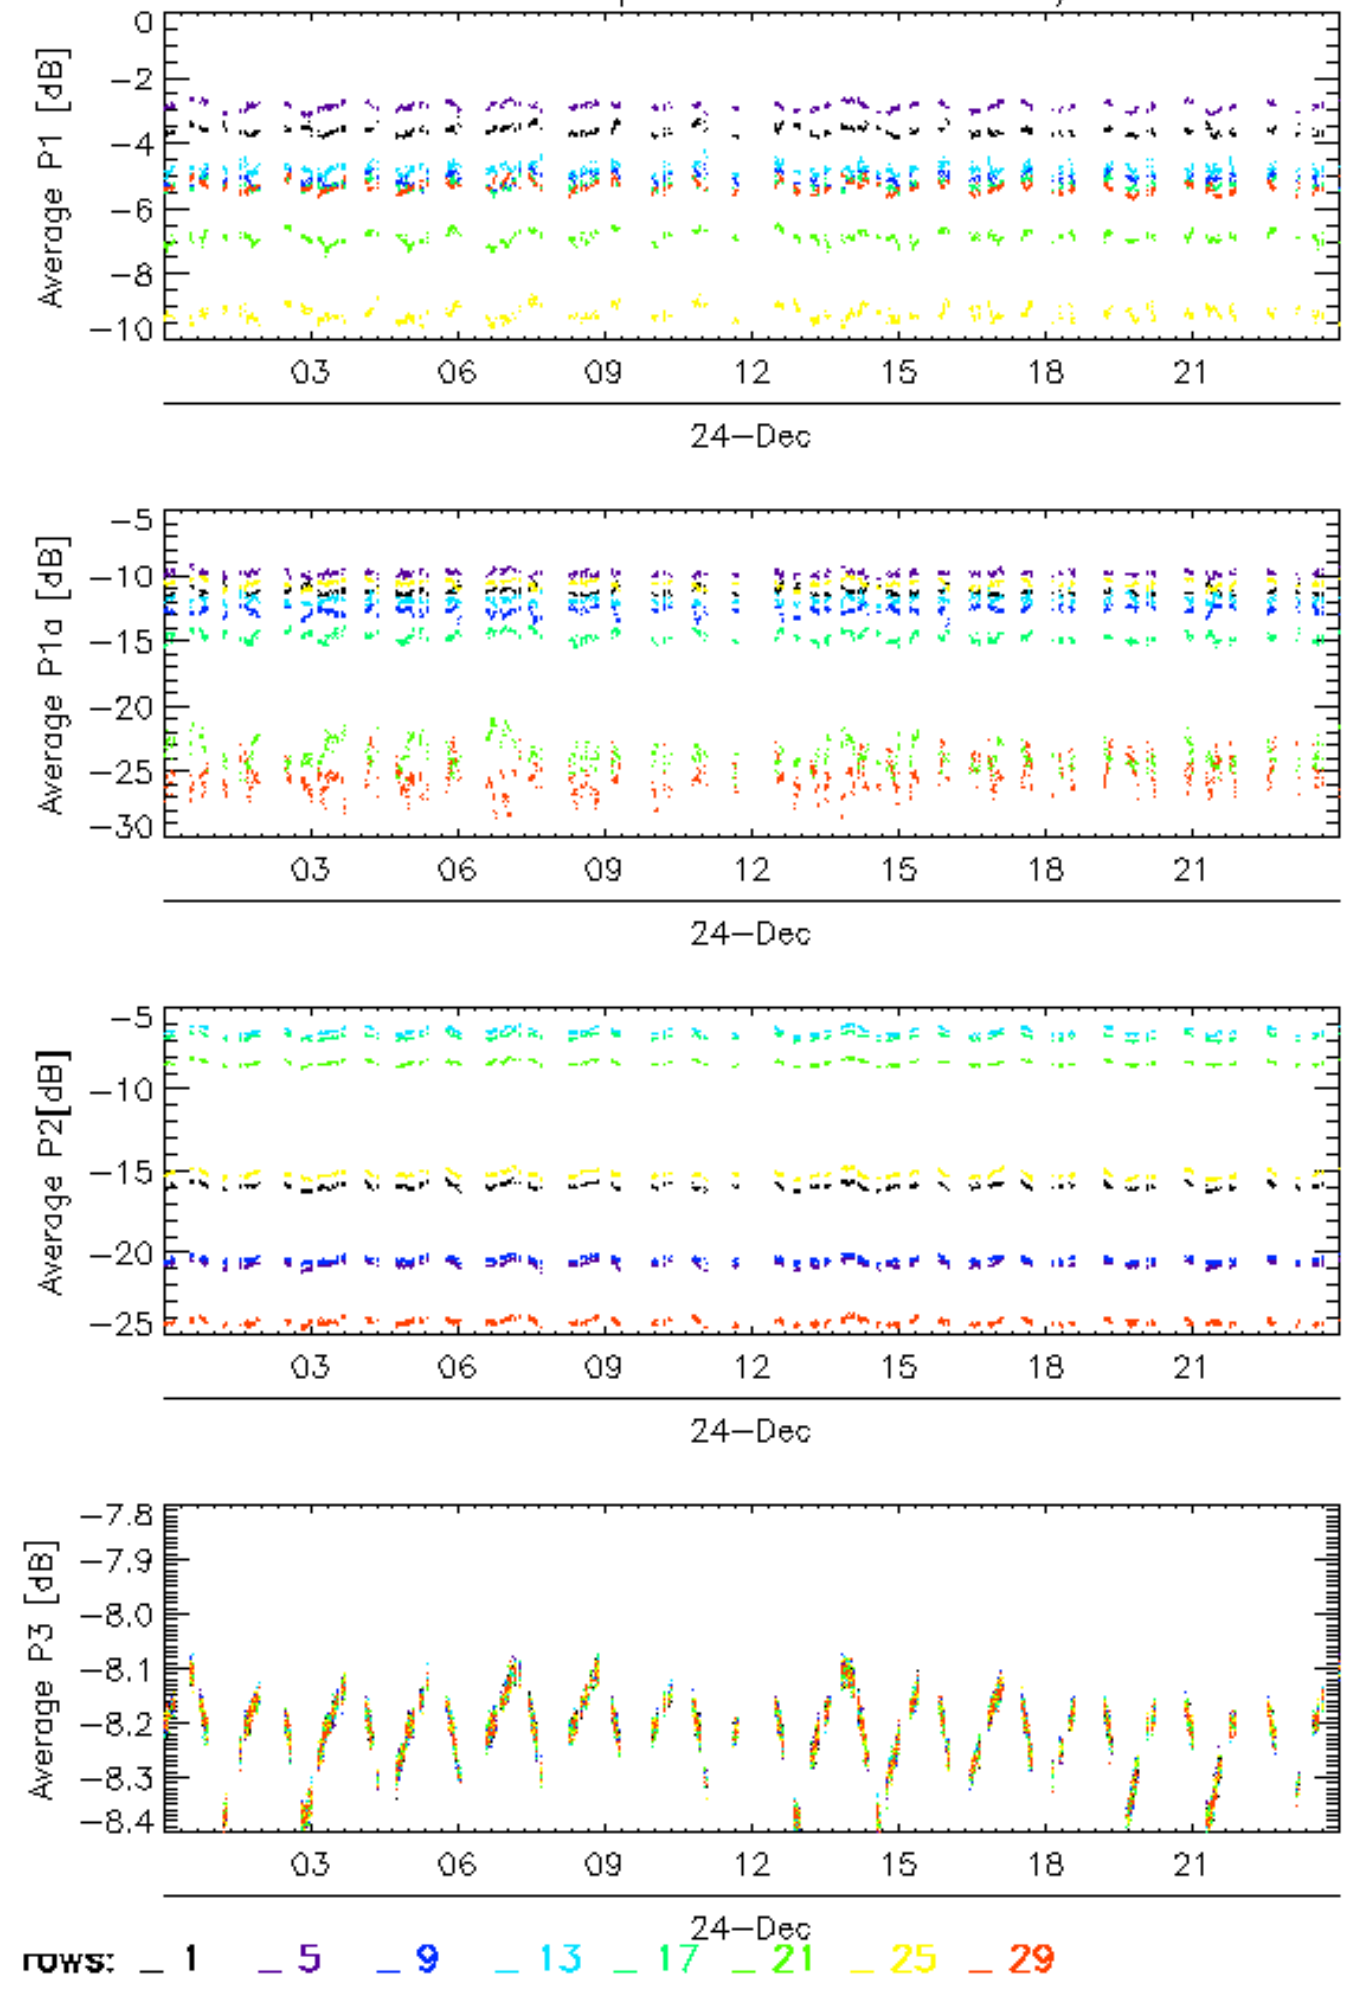 0
−2
−4
−6
−8
−10
Average P1 [dB]
03 06 09 12 15 18 21
24−Dec
−5
−10
−15
−20
−25
−30
Average P1a [dB]
03 06 09 12 15 18 21
24−Dec
−5
−10
−15
−20
−25
Average P2[dB]
03 06 09 12 15 18 21
24−Dec
−7.8
−7.9
−8.0
−8.1
−8.2
−8.3
−8.4
Average P3 [dB]
03 06 09 12 15 18 21
24−Dec
rows: _ 1 _ 5 _ 9 _ 13 _ 17 _ 21 _ 25 _ 29